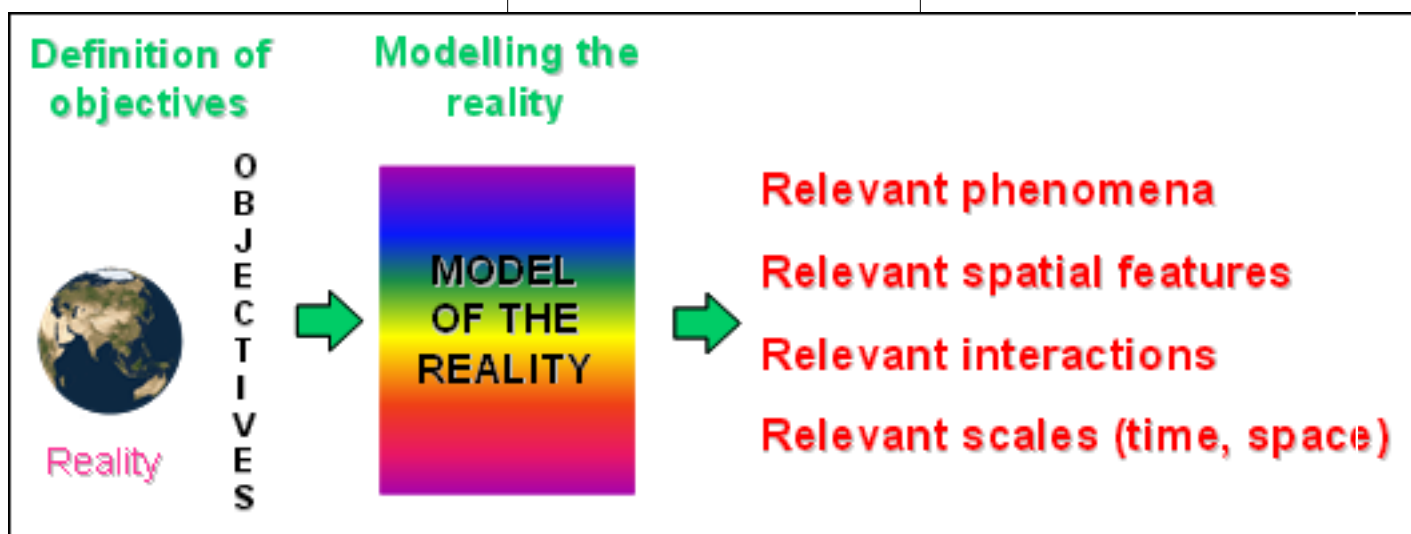 Definition of
objectives
Modelling the
reality
OBJECTIVES
Reality
MODEL
OF THE
REALITY
Relevant phenomena
Relevant spatial features
Relevant interactions
Relevant scales (time, space)